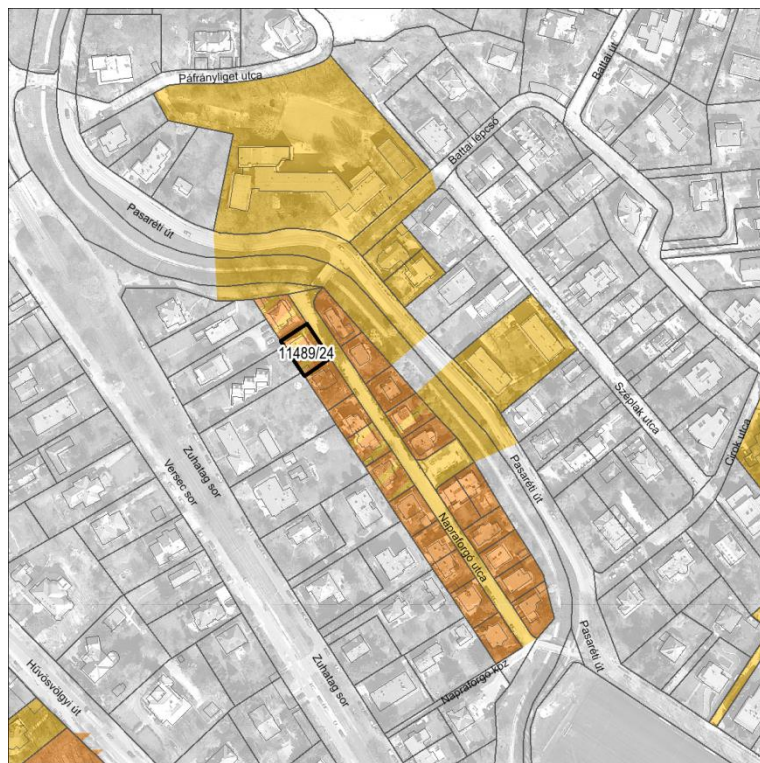 Páfrányliget utca
Battai út
Battai lépcső
Pasaréti út
11489/24
Széplak utca
Cirok utca
Zuhatag sor
Versec sor
Pasaréti út
Napraforgó utca
Pasaréti út
Hűvösvölgyi út
Zuhatag sor
Napraforgó köz